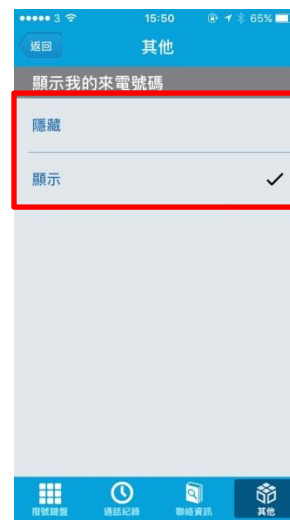 3 15:50 65%
返回 其他
顯示我的來電號碼
隱藏
顯示
撥號鍵盤 通話紀錄 聯絡資訊 其他